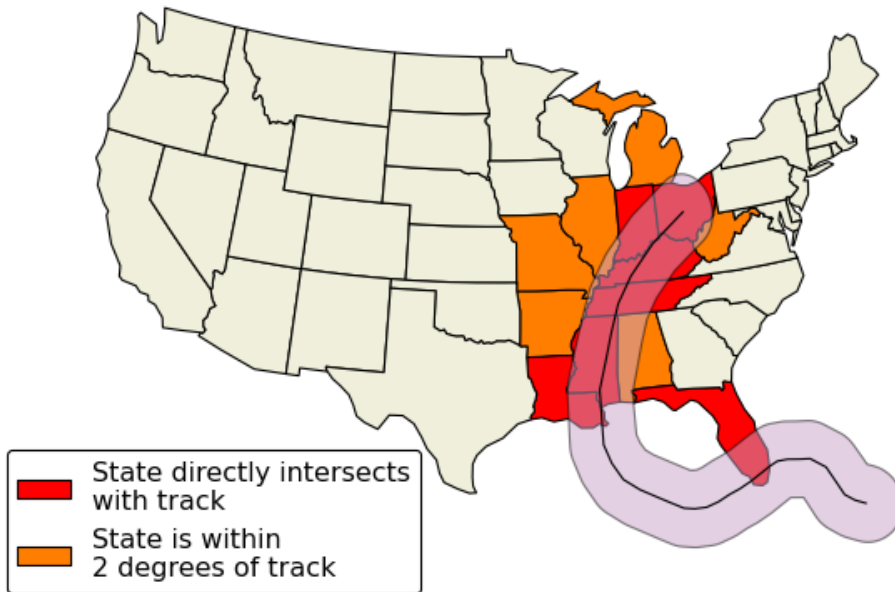 State directly intersects
with track
State is within
2 degrees of track